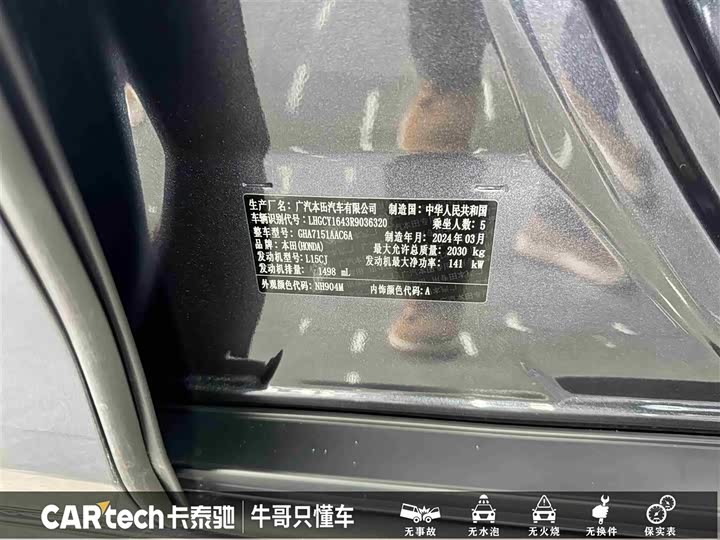 生产厂名：广汽本田汽车有限公司 制造国：中华人民共和国
车辆识别代号：LHGCY1643R9036320 乘坐人数：5
整车型号：GHA7151AAC6A 制造年月：2024年03月
品牌：本田(HONDA) 最大允许总质量：2030 kg
发动机型号：L15CJ 发动机最大净功率：141 kW
发动机排量：1498 mL
外观颜色代码：NH904M 内饰颜色代码：A
CARtech卡泰驰 牛哥只懂车
无事故 无水泡 无火烧 无换件 保实表